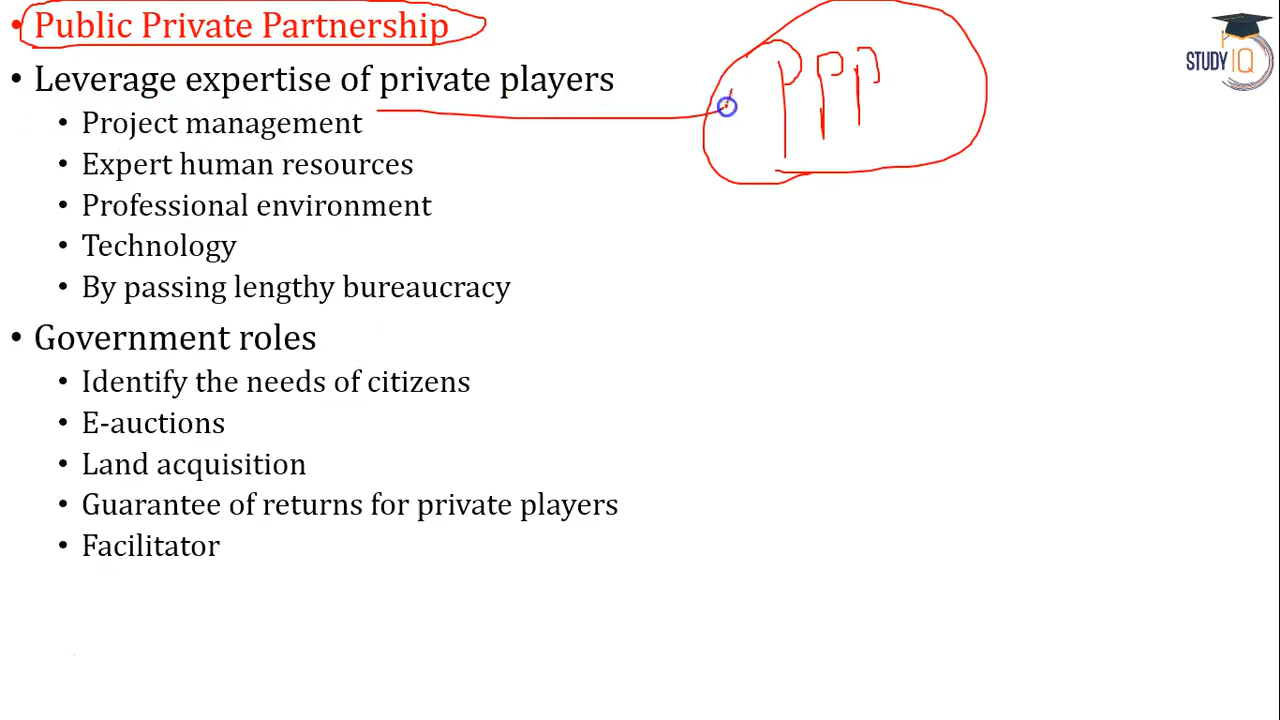 • Public Private Partnership
PPP
STUDY IQ
• Leverage expertise of private players
• Project management
• Expert human resources
• Professional environment
• Technology
• By passing lengthy bureaucracy
• Government roles
• Identify the needs of citizens
• E-auctions
• Land acquisition
• Guarantee of returns for private players
• Facilitator